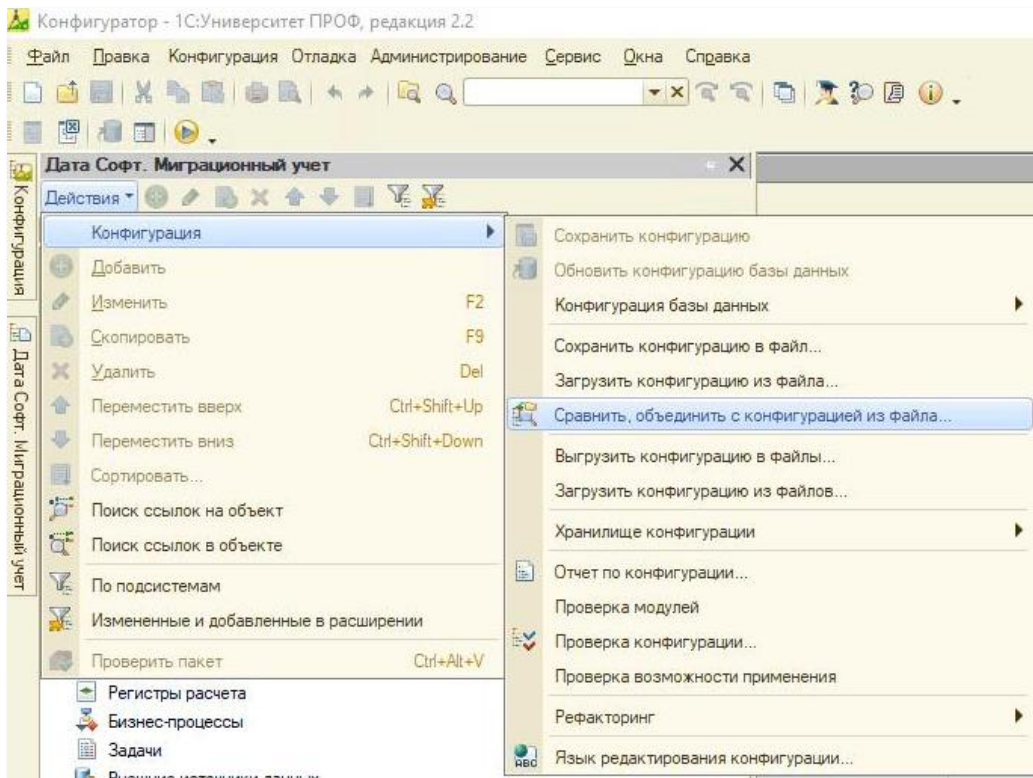 Конфигуратор - 1С:Университет ПРОФ, редакция 2.2
Файл Правка Конфигурация Отладка Администрирование Сервис Окна Справка
Дата Софт. Миграционный учет
Действия
Конфигурация
Добавить
Изменить F2
Скопировать F9
Удалить Del
Переместить вверх Ctrl+Shift+Up
Переместить вниз Ctrl+Shift+Down
Сортировать...
Поиск ссылок на объект
Поиск ссылок в объекте
По подсистемам
Измененные и добавленные в расширении
Проверить пакет Ctrl+Alt+V
Регистры расчета
Бизнес-процессы
Задачи
Внешние источники данных
Сохранить конфигурацию
Обновить конфигурацию базы данных
Конфигурация базы данных
Сохранить конфигурацию в файл...
Загрузить конфигурацию из файла...
Сравнить, объединить с конфигурацией из файла...
Выгрузить конфигурацию в файлы...
Загрузить конфигурацию из файлов...
Хранилище конфигурации
Отчет по конфигурации...
Проверка модулей
Проверка конфигурации...
Проверка возможности применения
Рефакторинг
Язык редактирования конфигурации...
Конфигурация
Дата Софт. Миграционный учет